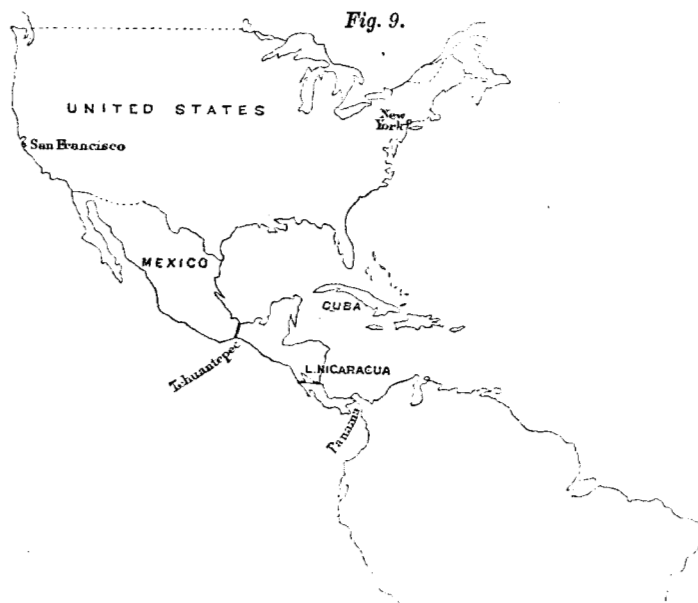 Fig. 9.
UNITED STATES
New
York
San Francisco
MEXICO
CUBA
Tehuantepec
L. NICARAGUA
Panama